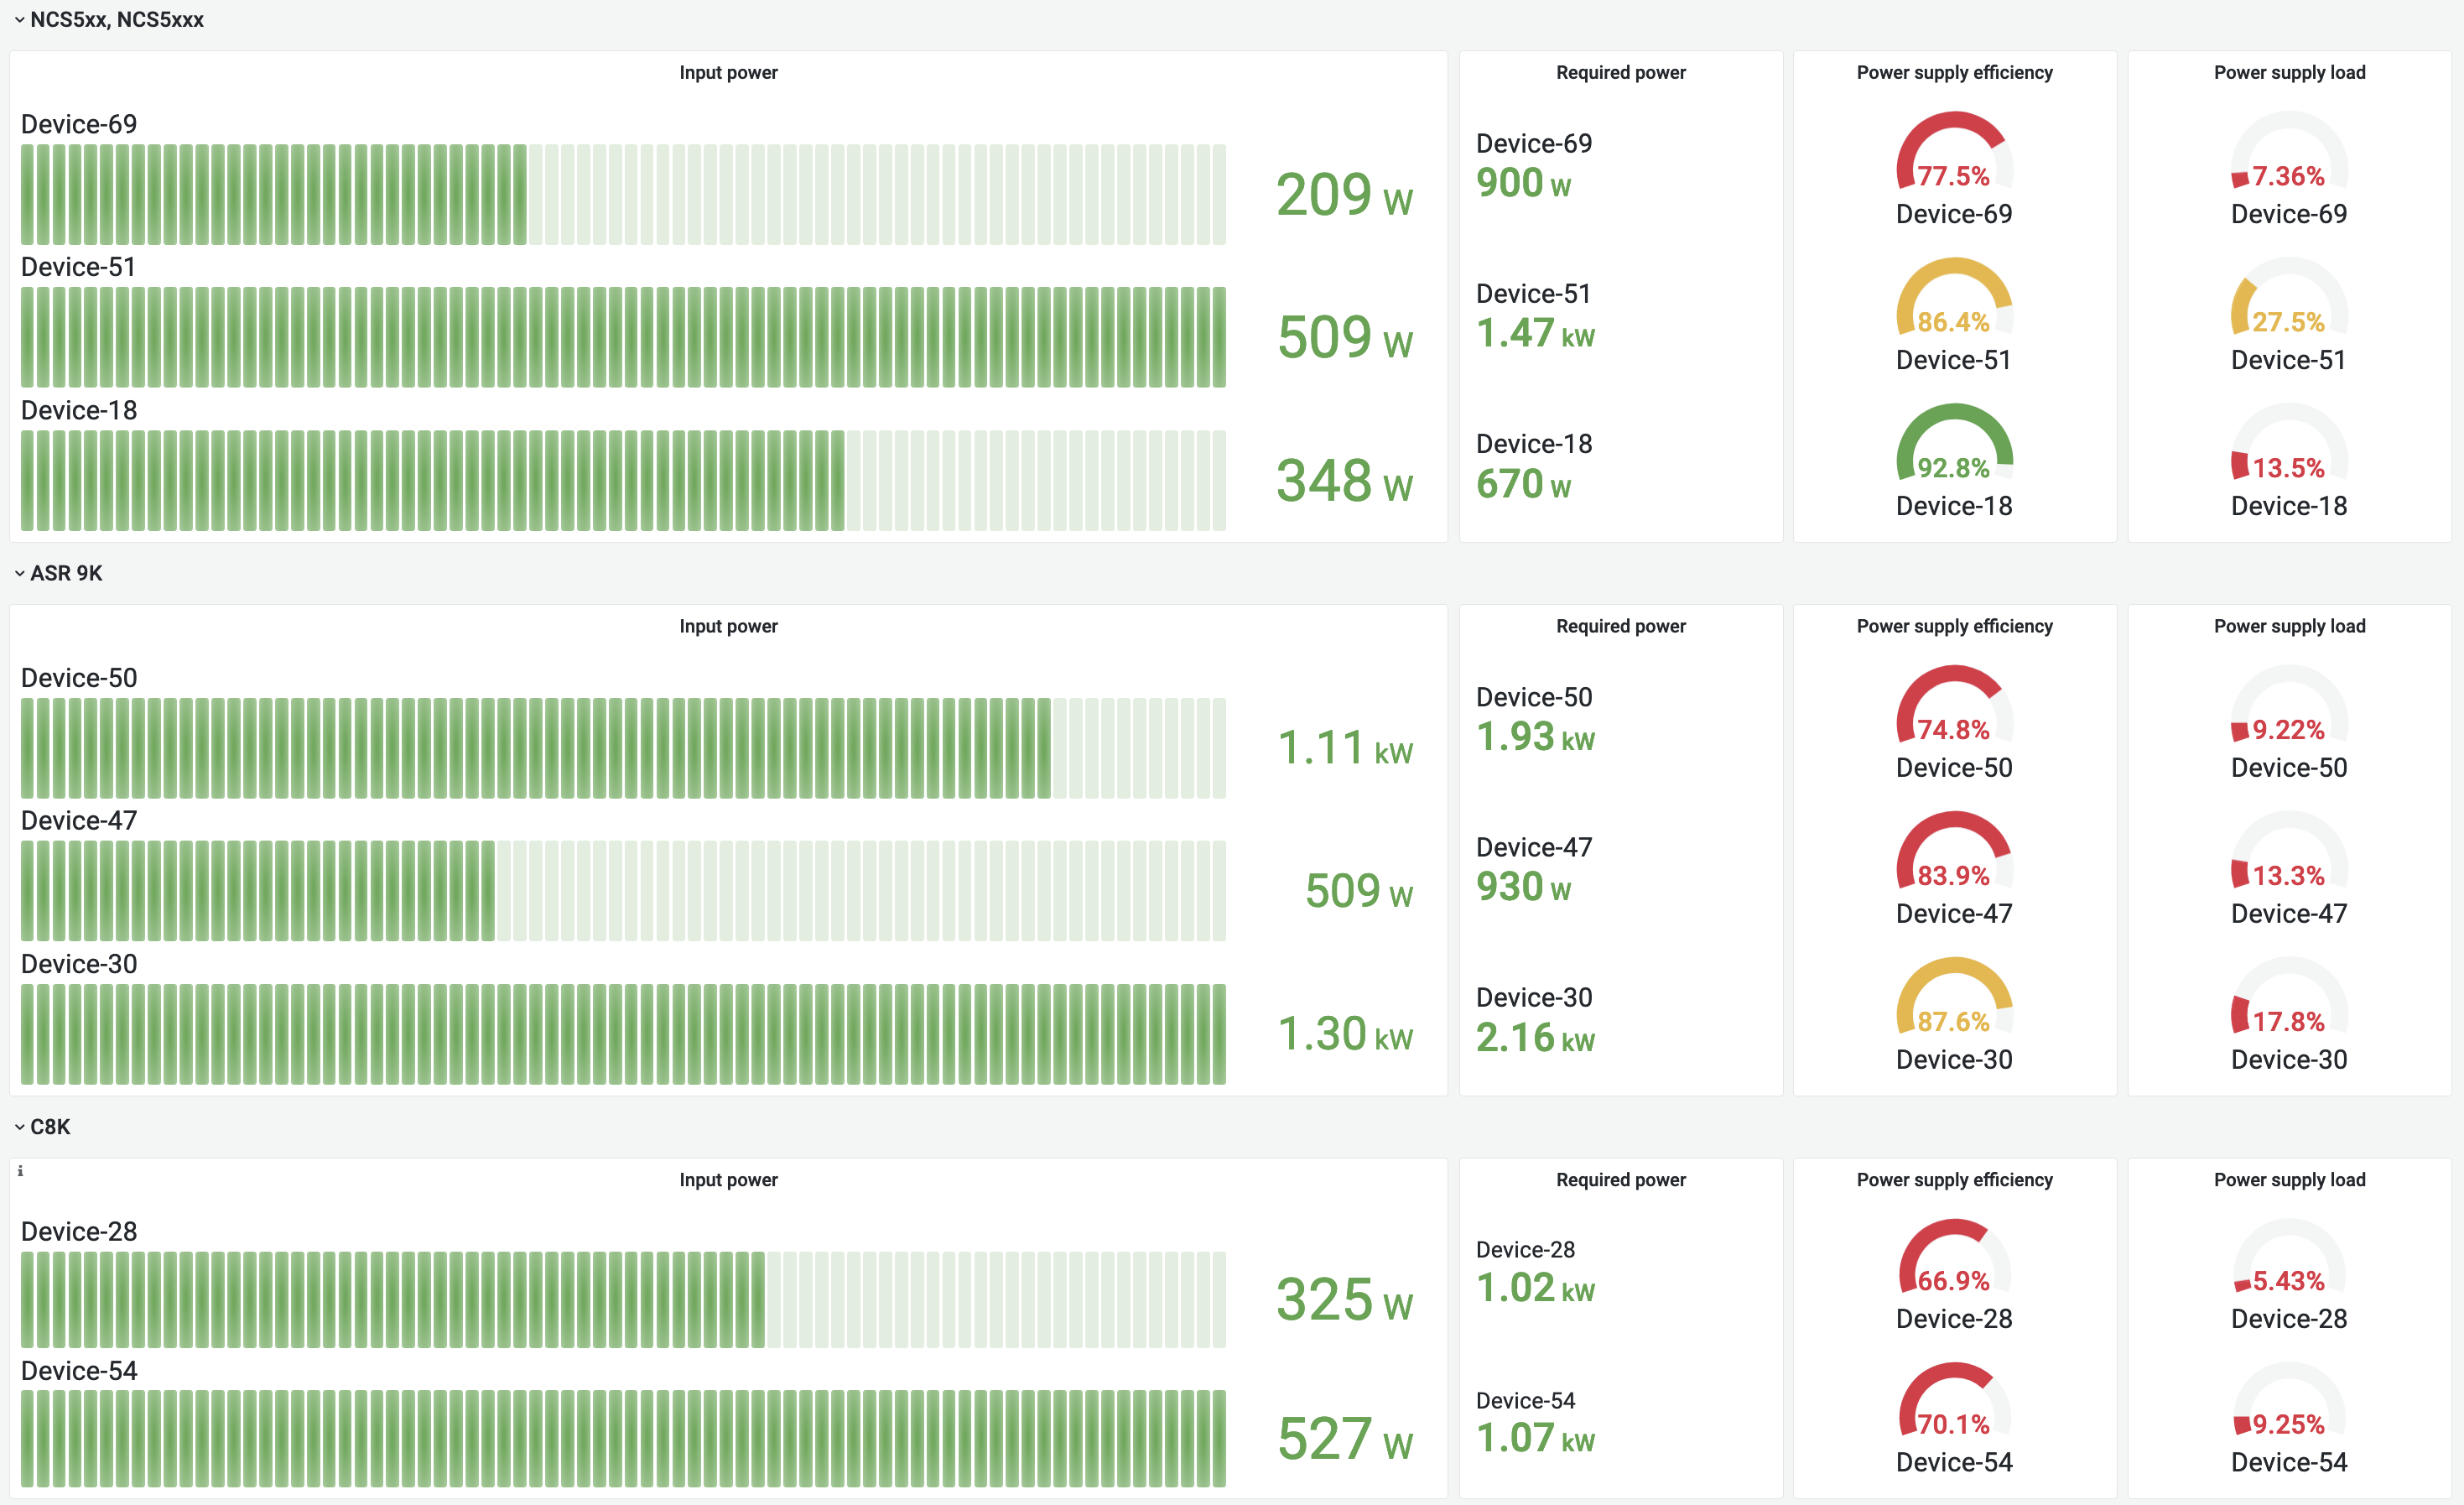 NCS5xx, NCS5xxx
Input power
Device-69
209 W
Device-51
509 W
Device-18
348 W
Required power
Device-69
900 W
Device-51
1.47 kW
Device-18
670 W
Power supply efficiency
77.5%
Device-69
86.4%
Device-51
92.8%
Device-18
Power supply load
7.36%
Device-69
27.5%
Device-51
13.5%
Device-18
ASR 9K
Input power
Device-50
1.11 kW
Device-47
509 W
Device-30
1.30 kW
Required power
Device-50
1.93 kW
Device-47
930 W
Device-30
2.16 kW
Power supply efficiency
74.8%
Device-50
83.9%
Device-47
87.6%
Device-30
Power supply load
9.22%
Device-50
13.3%
Device-47
17.8%
Device-30
C8K
i
Input power
Device-28
325 W
Device-54
527 W
Required power
Device-28
1.02 kW
Device-54
1.07 kW
Power supply efficiency
66.9%
Device-28
70.1%
Device-54
Power supply load
5.43%
Device-28
9.25%
Device-54